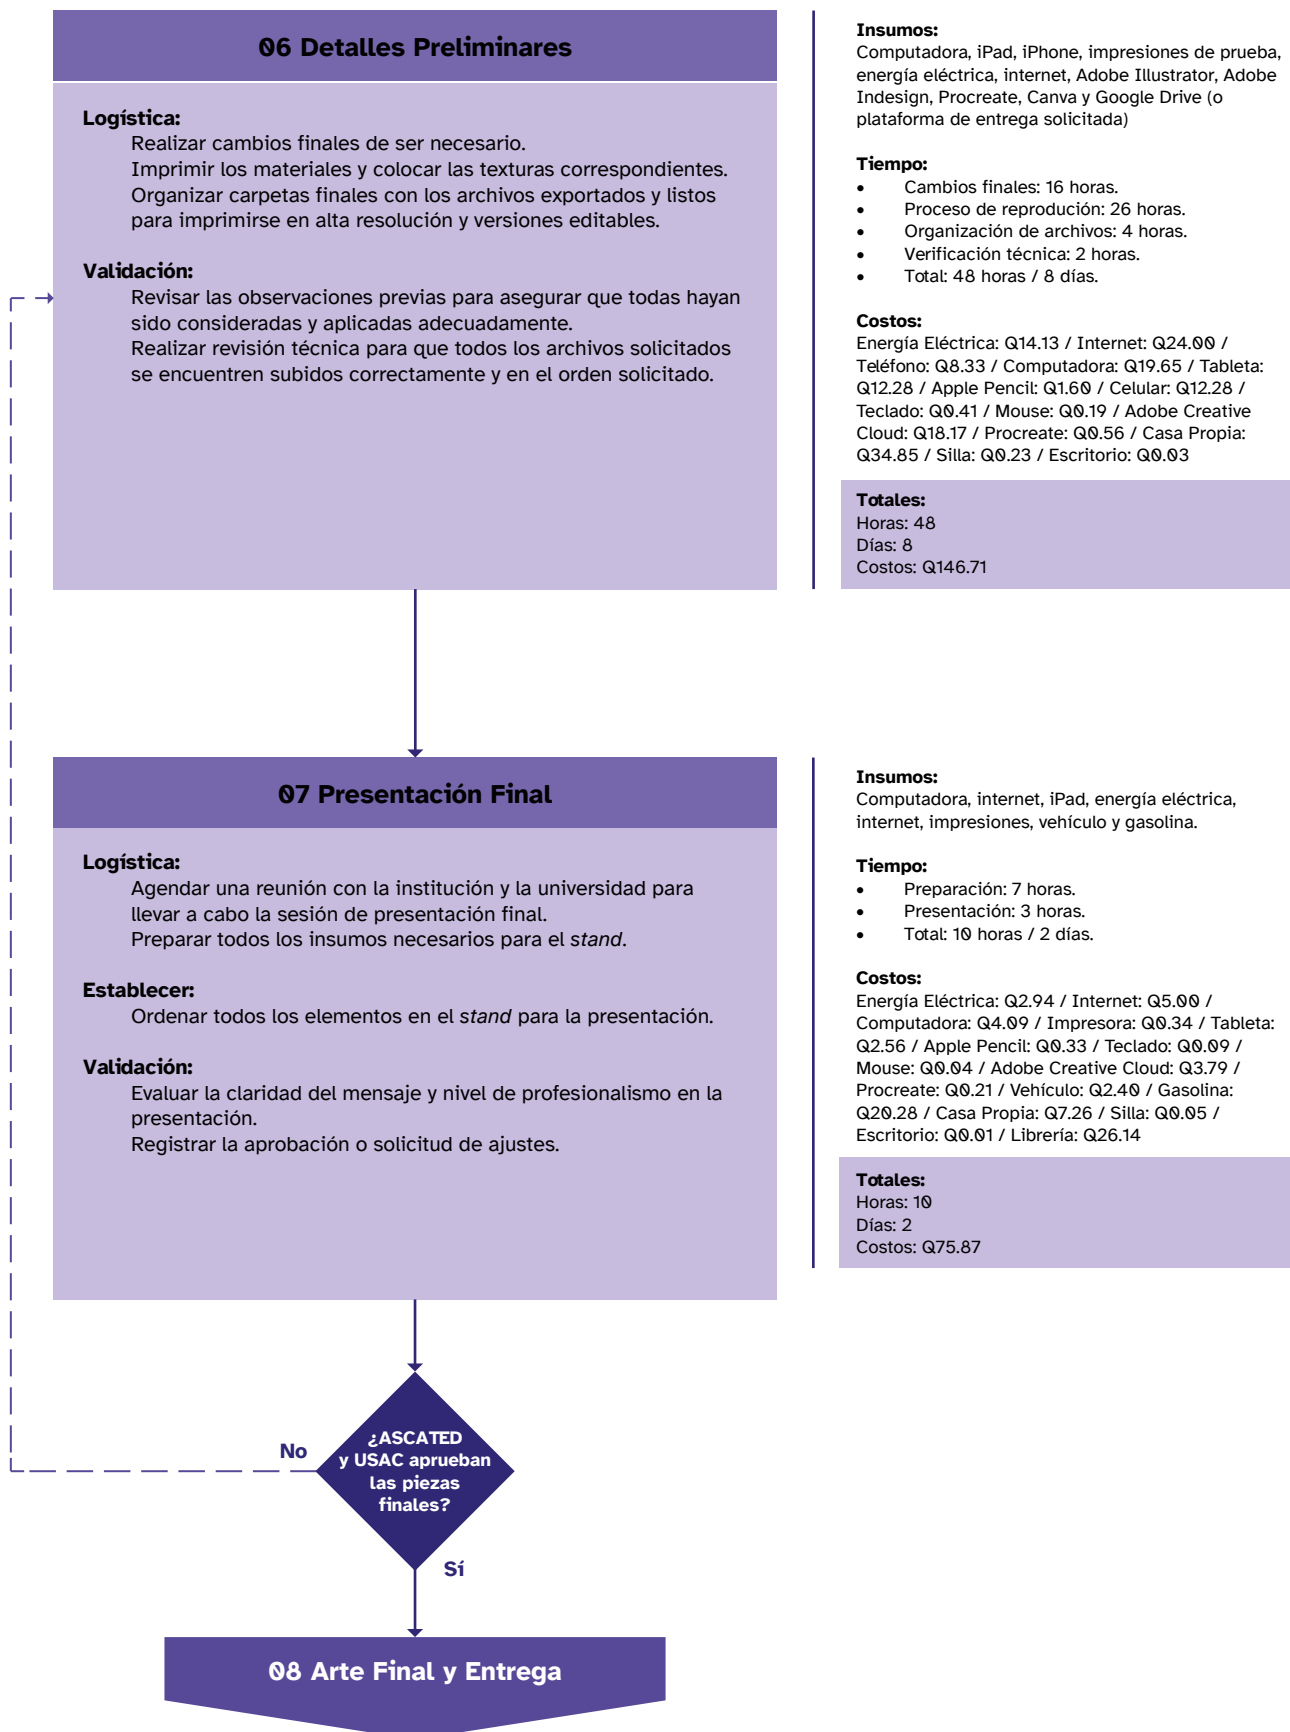 06 Detalles Preliminares
Logística:
Realizar cambios finales de ser necesario.
Imprimir los materiales y colocar las texturas correspondientes.
Organizar carpetas finales con los archivos exportados y listos
para imprimirse en alta resolución y versiones editables.
Validación:
Revisar las observaciones previas para asegurar que todas hayan
sido consideradas y aplicadas adecuadamente.
Realizar revisión técnica para que todos los archivos solicitados
se encuentren subidos correctamente y en el orden solicitado.
Insumos:
Computadora, iPad, iPhone, impresiones de prueba,
energía eléctrica, internet, Adobe Illustrator, Adobe
Indesign, Procreate, Canva y Google Drive (o
plataforma de entrega solicitada)
Tiempo:
• Cambios finales: 16 horas.
• Proceso de reprodución: 26 horas.
• Organización de archivos: 4 horas.
• Verificación técnica: 2 horas.
• Total: 48 horas / 8 días.
Costos:
Energía Eléctrica: Q14.13 / Internet: Q24.00 /
Teléfono: Q8.33 / Computadora: Q19.65 / Tableta:
Q12.28 / Apple Pencil: Q1.60 / Celular: Q12.28 /
Teclado: Q0.41 / Mouse: Q0.19 / Adobe Creative
Cloud: Q18.17 / Procreate: Q0.56 / Casa Propia:
Q34.85 / Silla: Q0.23 / Escritorio: Q0.03
Totales:
Horas: 48
Días: 8
Costos: Q146.71
07 Presentación Final
Logística:
Agendar una reunión con la institución y la universidad para
llevar a cabo la sesión de presentación final.
Preparar todos los insumos necesarios para el stand.
Establecer:
Ordenar todos los elementos en el stand para la presentación.
Validación:
Evaluar la claridad del mensaje y nivel de profesionalismo en la
presentación.
Registrar la aprobación o solicitud de ajustes.
Insumos:
Computadora, internet, iPad, energía eléctrica,
internet, impresiones, vehículo y gasolina.
Tiempo:
• Preparación: 7 horas.
• Presentación: 3 horas.
• Total: 10 horas / 2 días.
Costos:
Energía Eléctrica: Q2.94 / Internet: Q5.00 /
Computadora: Q4.09 / Impresora: Q0.34 / Tableta:
Q2.56 / Apple Pencil: Q0.33 / Teclado: Q0.09 /
Mouse: Q0.04 / Adobe Creative Cloud: Q3.79 /
Procreate: Q0.21 / Vehículo: Q2.40 / Gasolina:
Q20.28 / Casa Propia: Q7.26 / Silla: Q0.05 /
Escritorio: Q0.01 / Librería: Q26.14
Totales:
Horas: 10
Días: 2
Costos: Q75.87
No
¿ASCATED
y USAC aprueban
las piezas
finales?
Sí
08 Arte Final y Entrega